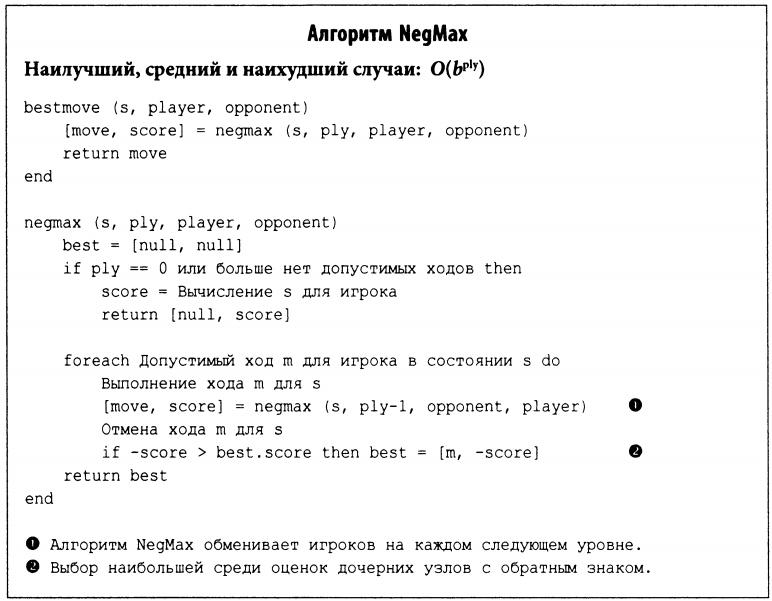 Алгоритм NegMax
Наилучший, средний и наихудший случаи: O(b^ply)
bestmove (s, player, opponent)
    [move, score] = negmax (s, ply, player, opponent)
    return move
end
negmax (s, ply, player, opponent)
    best = [null, null]
    if ply == 0 или больше нет допустимых ходов then
        score = Вычисление s для игрока
        return [null, score]
    foreach Допустимый ход m для игрока в состоянии s do
        Выполнение хода m для s
        [move, score] = negmax (s, ply-1, opponent, player) ❶
        Отмена хода m для s
        if -score > best.score then best = [m, -score] ❷
    return best
end
❶ Алгоритм NegMax обменивает игроков на каждом следующем уровне.
❷ Выбор наибольшей среди оценок дочерних узлов с обратным знаком.